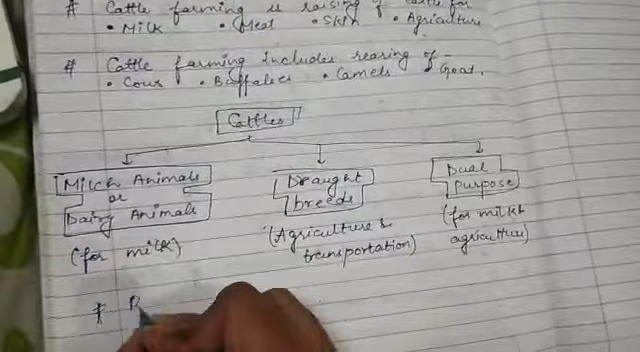 # Cattle farming is raising of cattle for
• Milk • Meat • Skin • Agriculture
# Cattle farming includes rearing of -
• Cows • Buffaloes • Camels • Goat.
Cattles
Milch Animals
or
Dairy Animals
(for milk)
Draught
breeds
(Agriculture &
transportation)
Dual
purpose
(for milk &
agriculture)
#